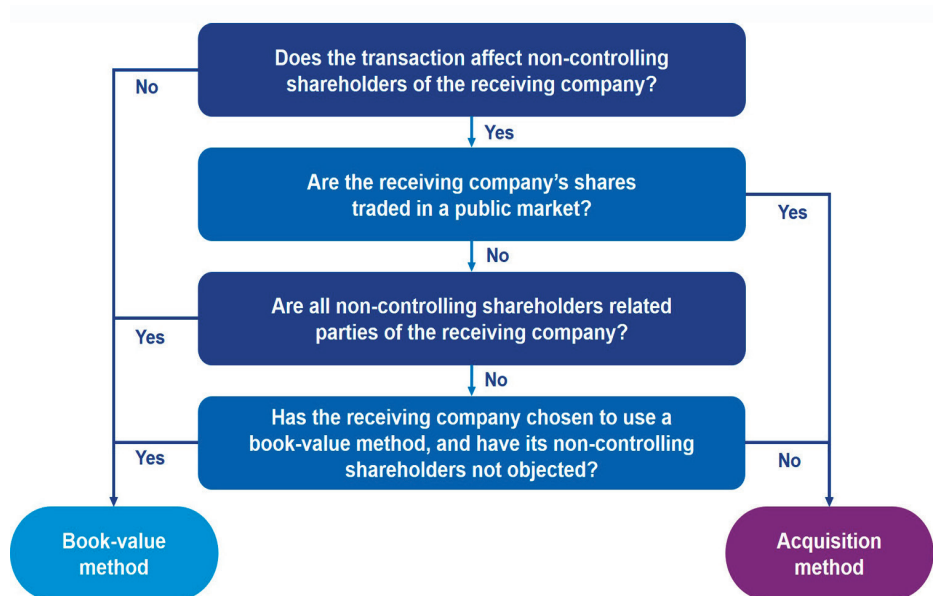 Does the transaction affect non-controlling
shareholders of the receiving company?
No
Yes
Are the receiving company’s shares
traded in a public market?
Yes
No
Are all non-controlling shareholders related
parties of the receiving company?
Yes
No
Has the receiving company chosen to use a
book-value method, and have its non-controlling
shareholders not objected?
Yes
No
Book-value
method
Acquisition
method